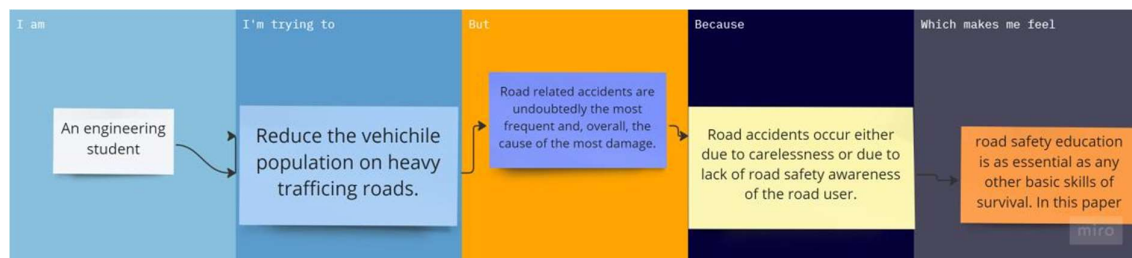 I am
I'm trying to
But
Because
Which makes me feel
An engineering
student
Reduce the vehichile
population on heavy
trafficing roads.
Road related accidents are
undoubtedly the most
frequent and, overall, the
cause of the most damage.
Road accidents occur either
due to carelessness or due to
lack of road safety awareness
of the road user.
road safety education
is as essential as any
other basic skills of
survival. In this paper
miro